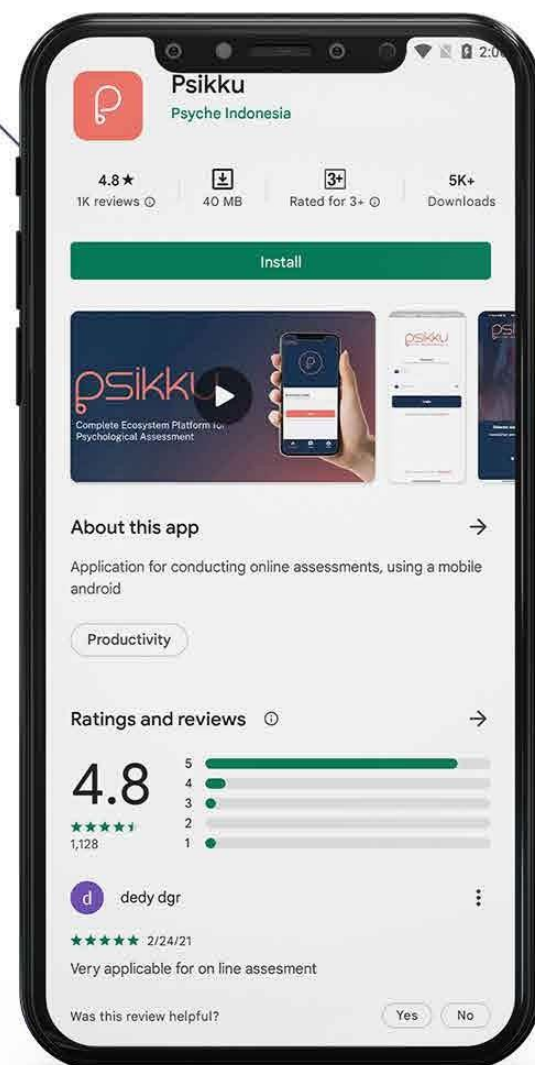 2:0
Psikku
Psyche Indonesia
4.8★
1K reviews
40 MB
3+
Rated for 3+
5K+
Downloads
Install
psikku
Complete Ecosystem Platform for
Psychological Assessment
psikku
psi
About this app
Application for conducting online assessments, using a mobile
android
Productivity
Ratings and reviews
4.8
1,128
5
4
3
2
1
d
dedy dgr
2/24/21
Very applicable for on line assesment
Was this review helpful?
Yes
No